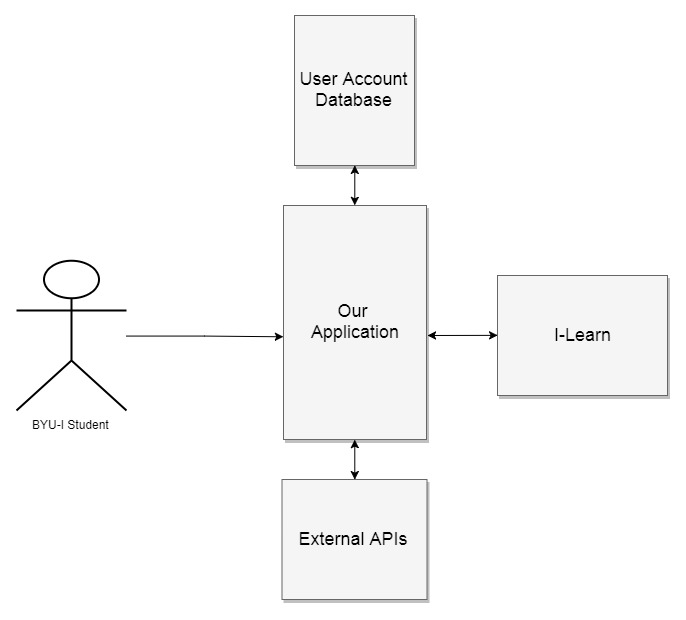 User Account
Database
Our
Application
I-Learn
BYU-I Student
External APIs